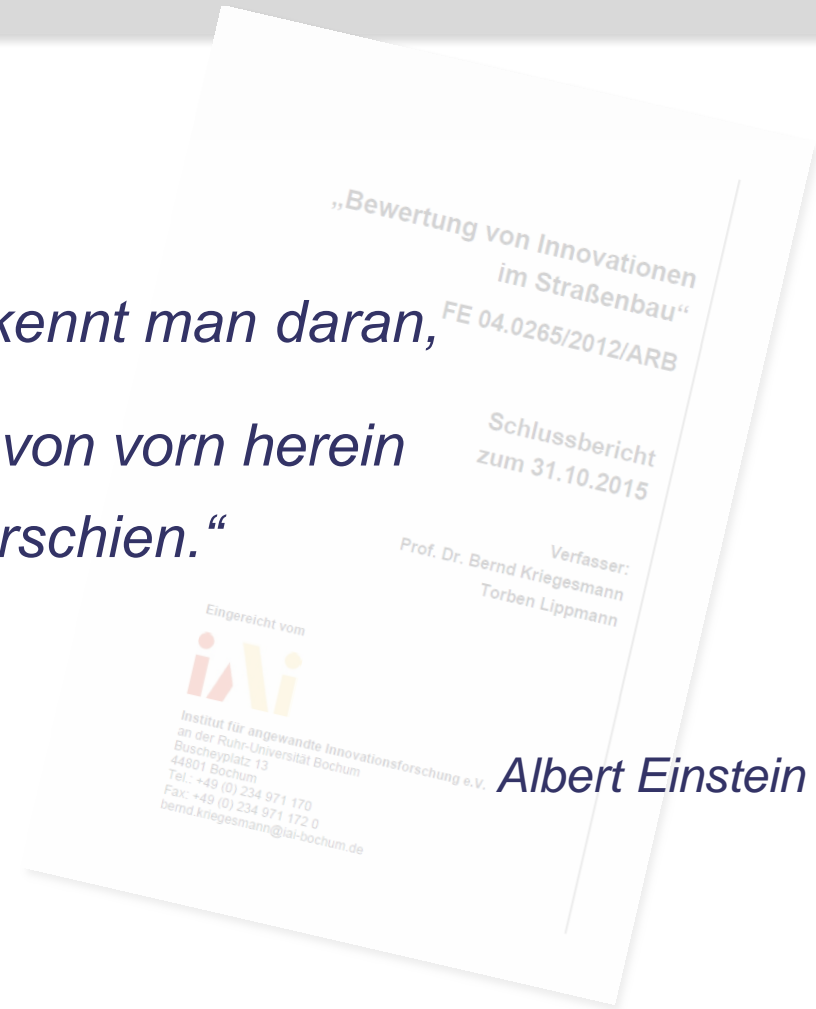 „Bewertung von Innovationen
im Straßenbau“
kennt man daran,
FE 04.0265/2012/ARB
von vorn herein
Schlussbericht
zum 31.10.2015
rschien.“
Verfasser:
Prof. Dr. Bernd Kriegesmann
Torben Lippmann
Eingereicht vom
iAi
Institut für angewandte Innovationsforschung e.V.
an der Ruhr-Universität Bochum
Buscheyplatz 13
44801 Bochum
Tel.: +49 (0) 234 971 170
Fax: +49 (0) 234 971 172 0
bernd.kriegesmann@iai-bochum.de
Albert Einstein